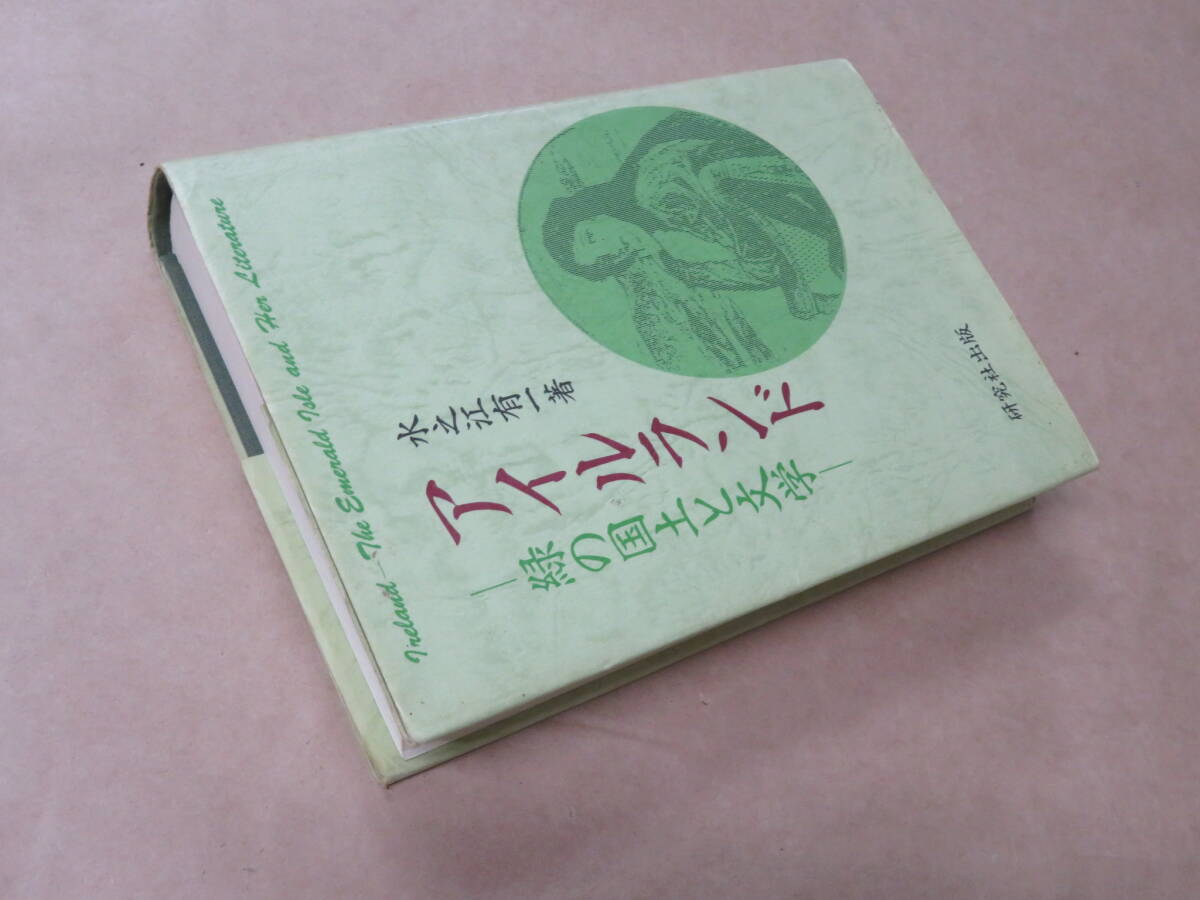 Ireland—The Emerald Isle and Her Literature
水之江有一著
アイルランド
—緑の国土と文学—
研究社出版